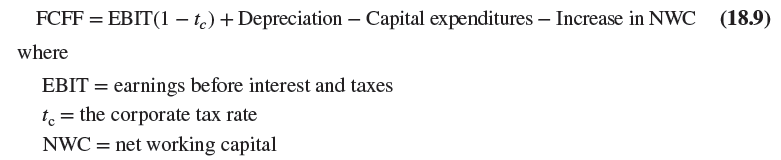 FCFF = EBIT(1 − t_c) + Depreciation − Capital expenditures − Increase in NWC (18.9)
where
EBIT = earnings before interest and taxes
t_c = the corporate tax rate
NWC = net working capital